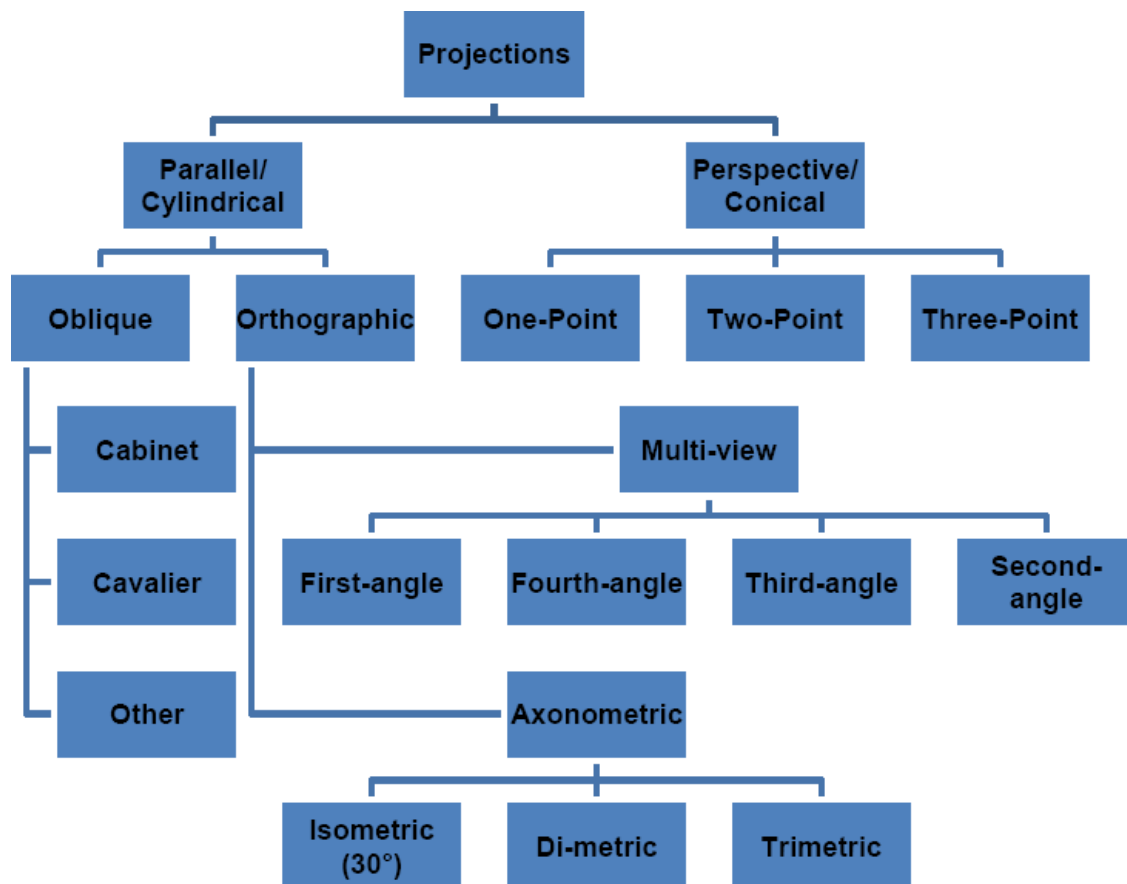 Projections
Parallel/
Cylindrical
Perspective/
Conical
Oblique
Orthographic
One-Point
Two-Point
Three-Point
Cabinet
Multi-view
Cavalier
First-angle
Fourth-angle
Third-angle
Second-
angle
Other
Axonometric
Isometric
(30°)
Di-metric
Trimetric